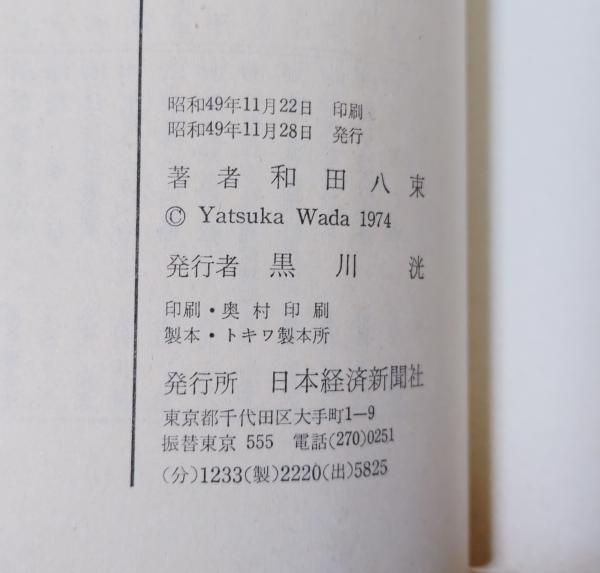 昭和49年11月22日 印刷
昭和49年11月28日 発行
著者 和田八束
© Yatsuka Wada 1974
発行者 黒川 洸
印刷・奥村印刷
製本・トキワ製本所
発行所 日本経済新聞社
東京都千代田区大手町1−9
振替東京 555 電話(270)0251
(分)1233(製)2220(出)5825